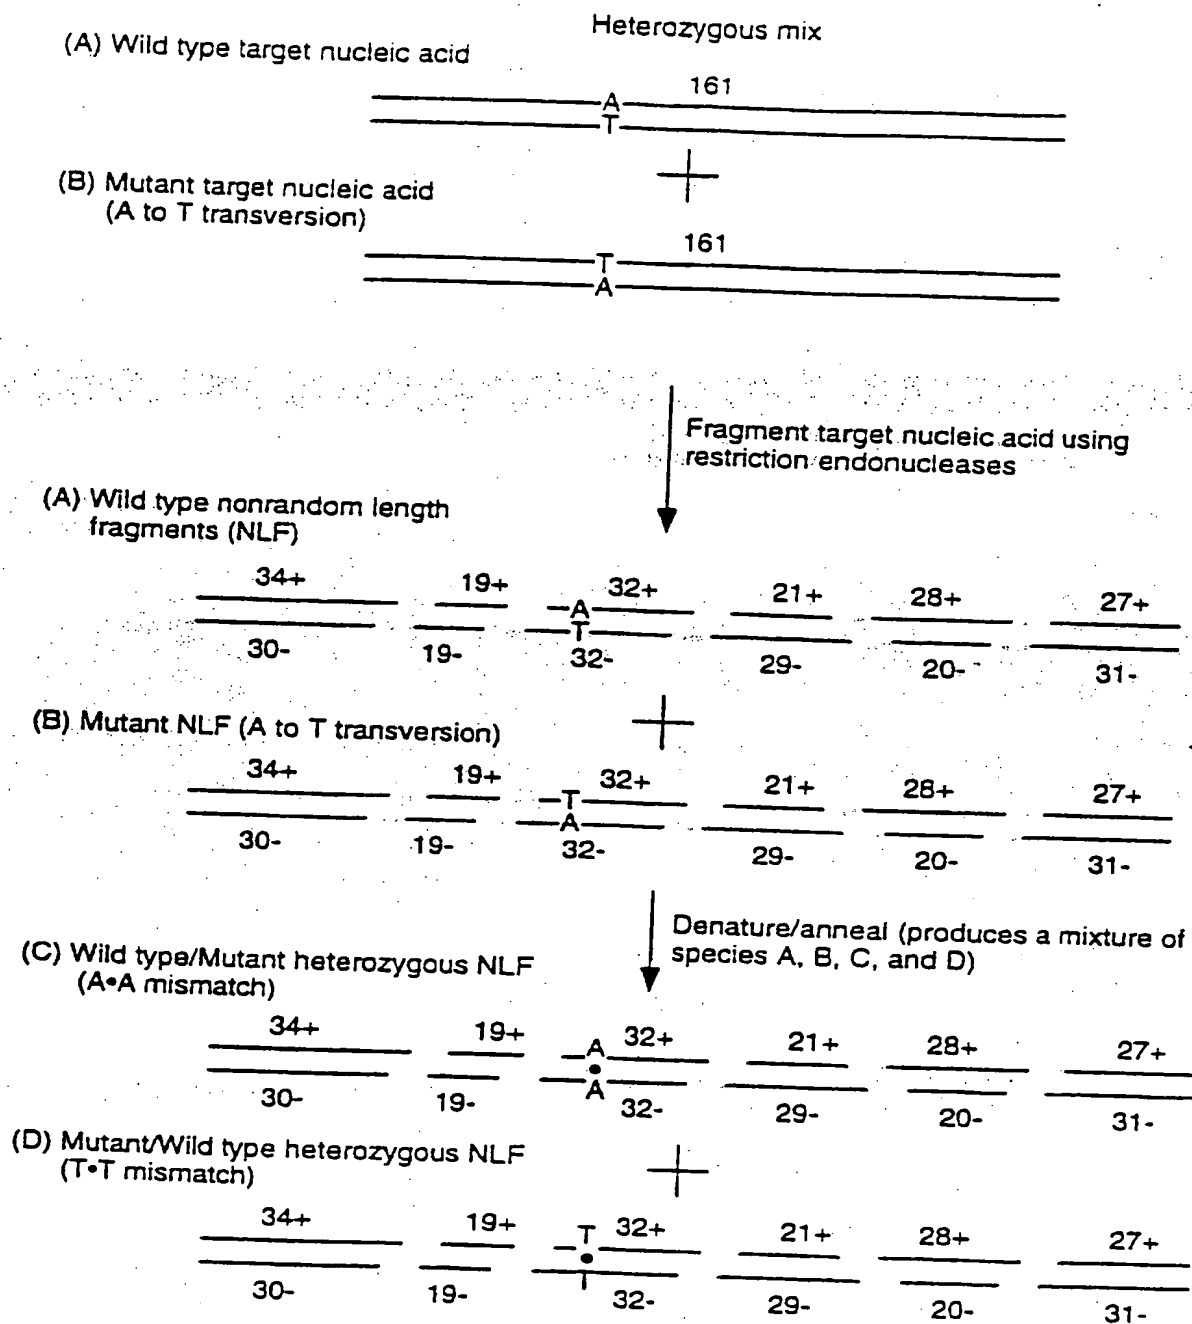 Heterozygous mix
(A) Wild type target nucleic acid
161
A
T
(B) Mutant target nucleic acid
(A to T transversion)
161
T
A
Fragment target nucleic acid using
restriction endonucleases
(A) Wild type nonrandom length
fragments (NLF)
34+ 19+ 32+ 21+ 28+ 27+
A
T
30- 19- 32- 29- 20- 31-
(B) Mutant NLF (A to T transversion)
34+ 19+ 32+ 21+ 28+ 27+
T
A
30- 19- 32- 29- 20- 31-
Denature/anneal (produces a mixture of
species A, B, C, and D)
(C) Wild type/Mutant heterozygous NLF
(A•A mismatch)
34+ 19+ 32+ 21+ 28+ 27+
A
•
A
30- 19- 32- 29- 20- 31-
(D) Mutant/Wild type heterozygous NLF
(T•T mismatch)
34+ 19+ 32+ 21+ 28+ 27+
T
•
T
30- 19- 32- 29- 20- 31-